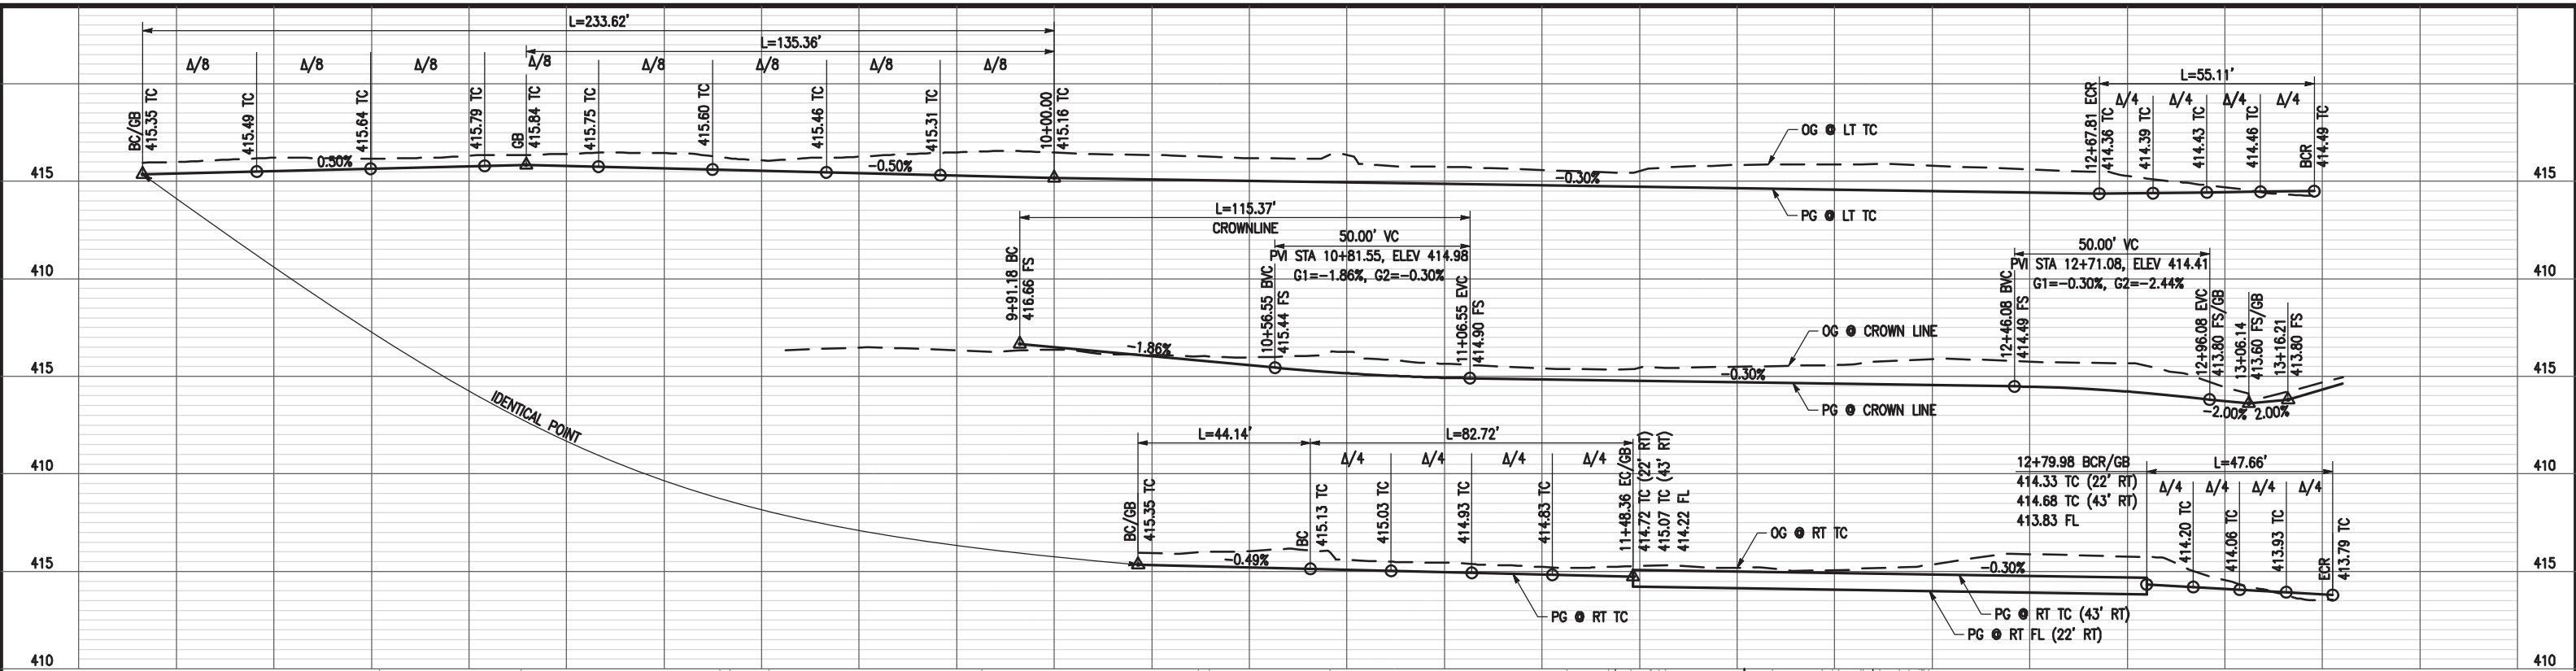 L=233.62'
L=135.36'
Δ/8 Δ/8 Δ/8 Δ/8 Δ/8 Δ/8 Δ/8 Δ/8
BC/GB
415.35 TC
415.49 TC
415.64 TC
415.79 TC
GB
415.84 TC
415.75 TC
415.60 TC
415.46 TC
415.31 TC
10+00.00
415.16 TC
0.50%
-0.50%
-0.30%
OG @ LT TC
PG @ LT TC
L=55.11'
Δ/4 Δ/4 Δ/4 Δ/4
12+67.81 ECR
414.36 TC
414.39 TC
414.43 TC
414.46 TC
BCR
414.49 TC
415
415
L=115.37'
CROWNLINE
50.00' VC
PVI STA 10+81.55, ELEV 414.98
G1=-1.86%, G2=-0.30%
9+91.18 BC
416.66 FS
10+56.55 BVC
415.44 FS
11+06.55 EVC
414.90 FS
50.00' VC
PVI STA 12+71.08, ELEV 414.41
G1=-0.30%, G2=-2.44%
12+46.08 BVC
414.49 FS
12+96.08 EVC
413.80 FS/GB
13+06.14
413.60 FS/GB
13+16.21
413.80 FS
410
410
-1.86%
-0.30%
OG @ CROWN LINE
PG @ CROWN LINE
-2.00%
2.00%
415
415
IDENTICAL POINT
L=44.14'
L=82.72'
Δ/4 Δ/4 Δ/4 Δ/4
BC/GB
415.35 TC
BC
415.13 TC
415.03 TC
414.93 TC
414.83 TC
11+48.36 EC/GB
414.72 TC (22' RT)
415.07 TC (43' RT)
414.22 FL
12+79.98 BCR/GB
414.33 TC (22' RT)
414.68 TC (43' RT)
413.83 FL
L=47.66'
Δ/4 Δ/4 Δ/4 Δ/4
414.20 TC
414.06 TC
413.93 TC
ECR
413.79 TC
410
410
-0.49%
-0.30%
OG @ RT TC
PG @ RT TC
PG @ RT TC (43' RT)
PG @ RT FL (22' RT)
415
415
410
410